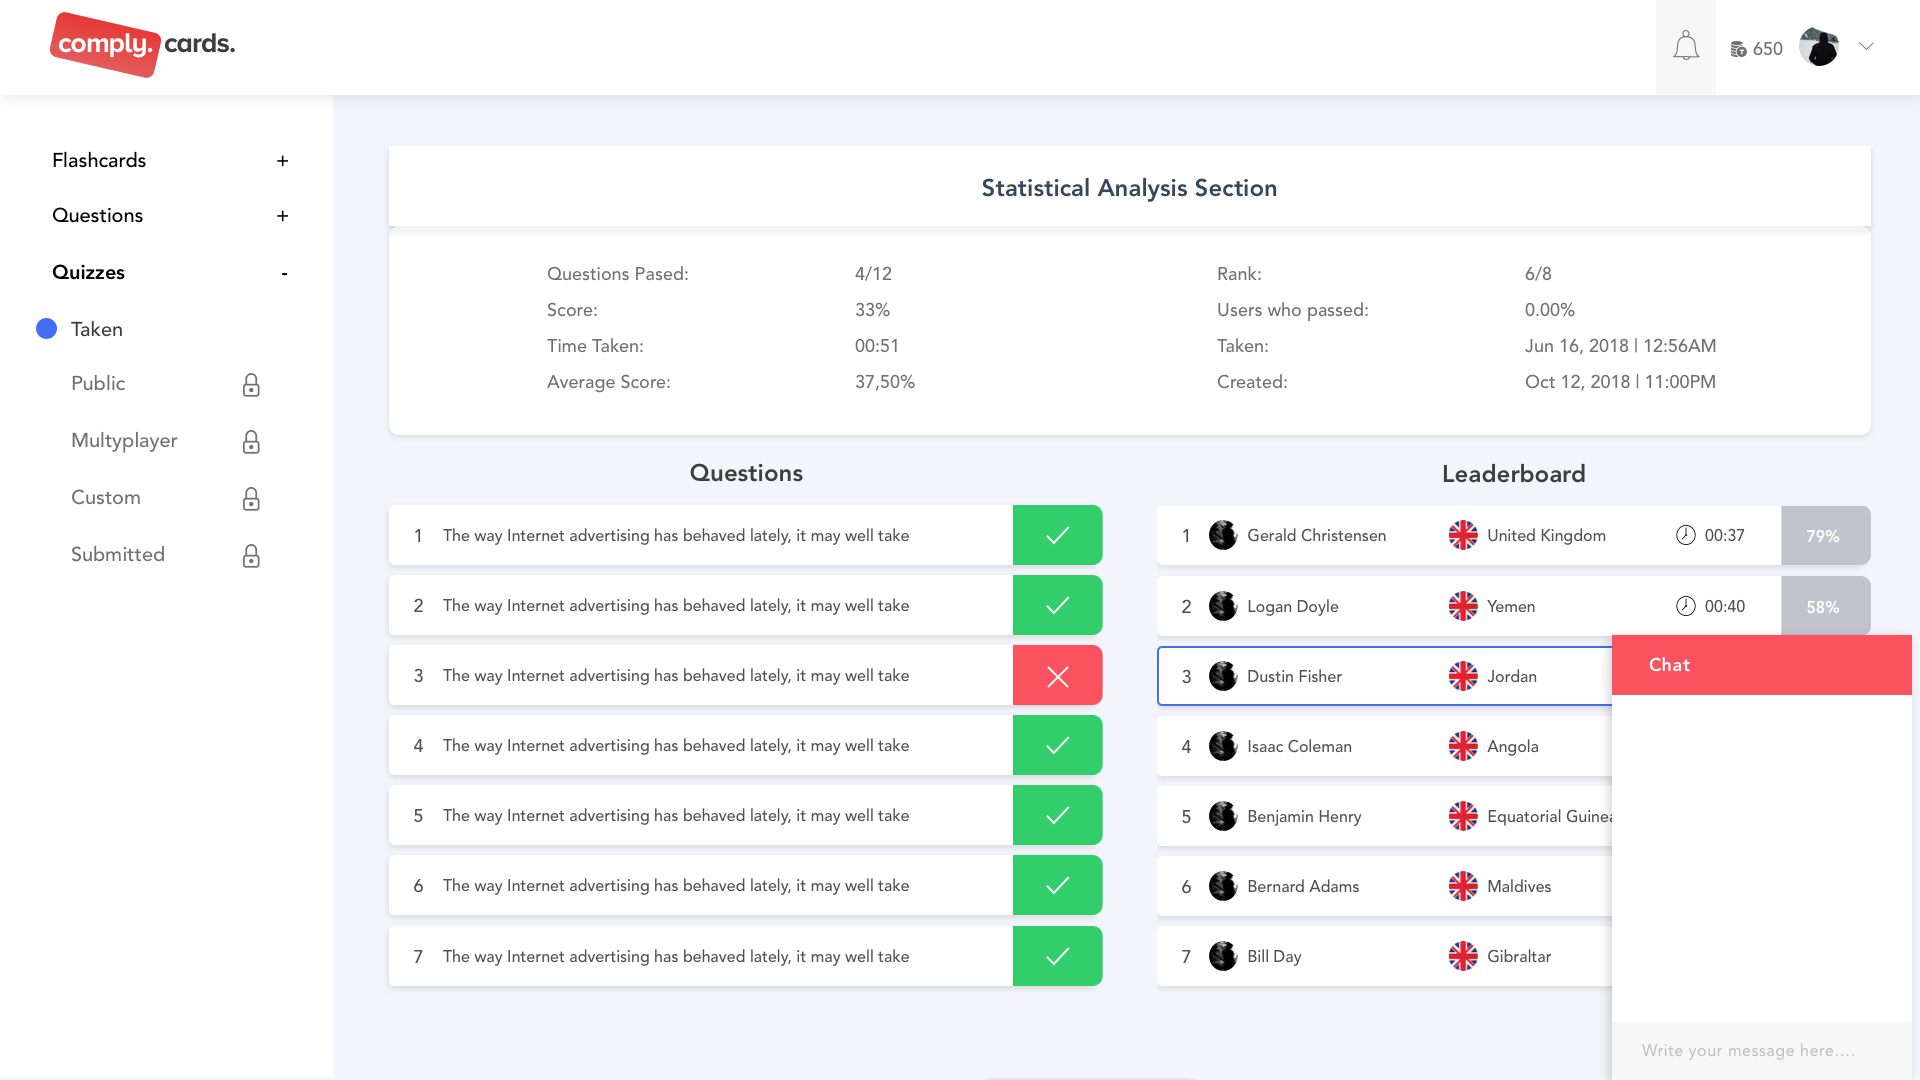 comply. cards.
650
Flashcards +
Questions +
Quizzes -
Taken
Public
Multyplayer
Custom
Submitted
Statistical Analysis Section
Questions Pased: 4/12
Score: 33%
Time Taken: 00:51
Average Score: 37,50%
Rank: 6/8
Users who passed: 0.00%
Taken: Jun 16, 2018 | 12:56AM
Created: Oct 12, 2018 | 11:00PM
Questions
1 The way Internet advertising has behaved lately, it may well take
2 The way Internet advertising has behaved lately, it may well take
3 The way Internet advertising has behaved lately, it may well take
4 The way Internet advertising has behaved lately, it may well take
5 The way Internet advertising has behaved lately, it may well take
6 The way Internet advertising has behaved lately, it may well take
7 The way Internet advertising has behaved lately, it may well take
Leaderboard
1 Gerald Christensen United Kingdom 00:37 79%
2 Logan Doyle Yemen 00:40 58%
3 Dustin Fisher Jordan
4 Isaac Coleman Angola
5 Benjamin Henry Equatorial Guinea
6 Bernard Adams Maldives
7 Bill Day Gibraltar
Chat
Write your message here....